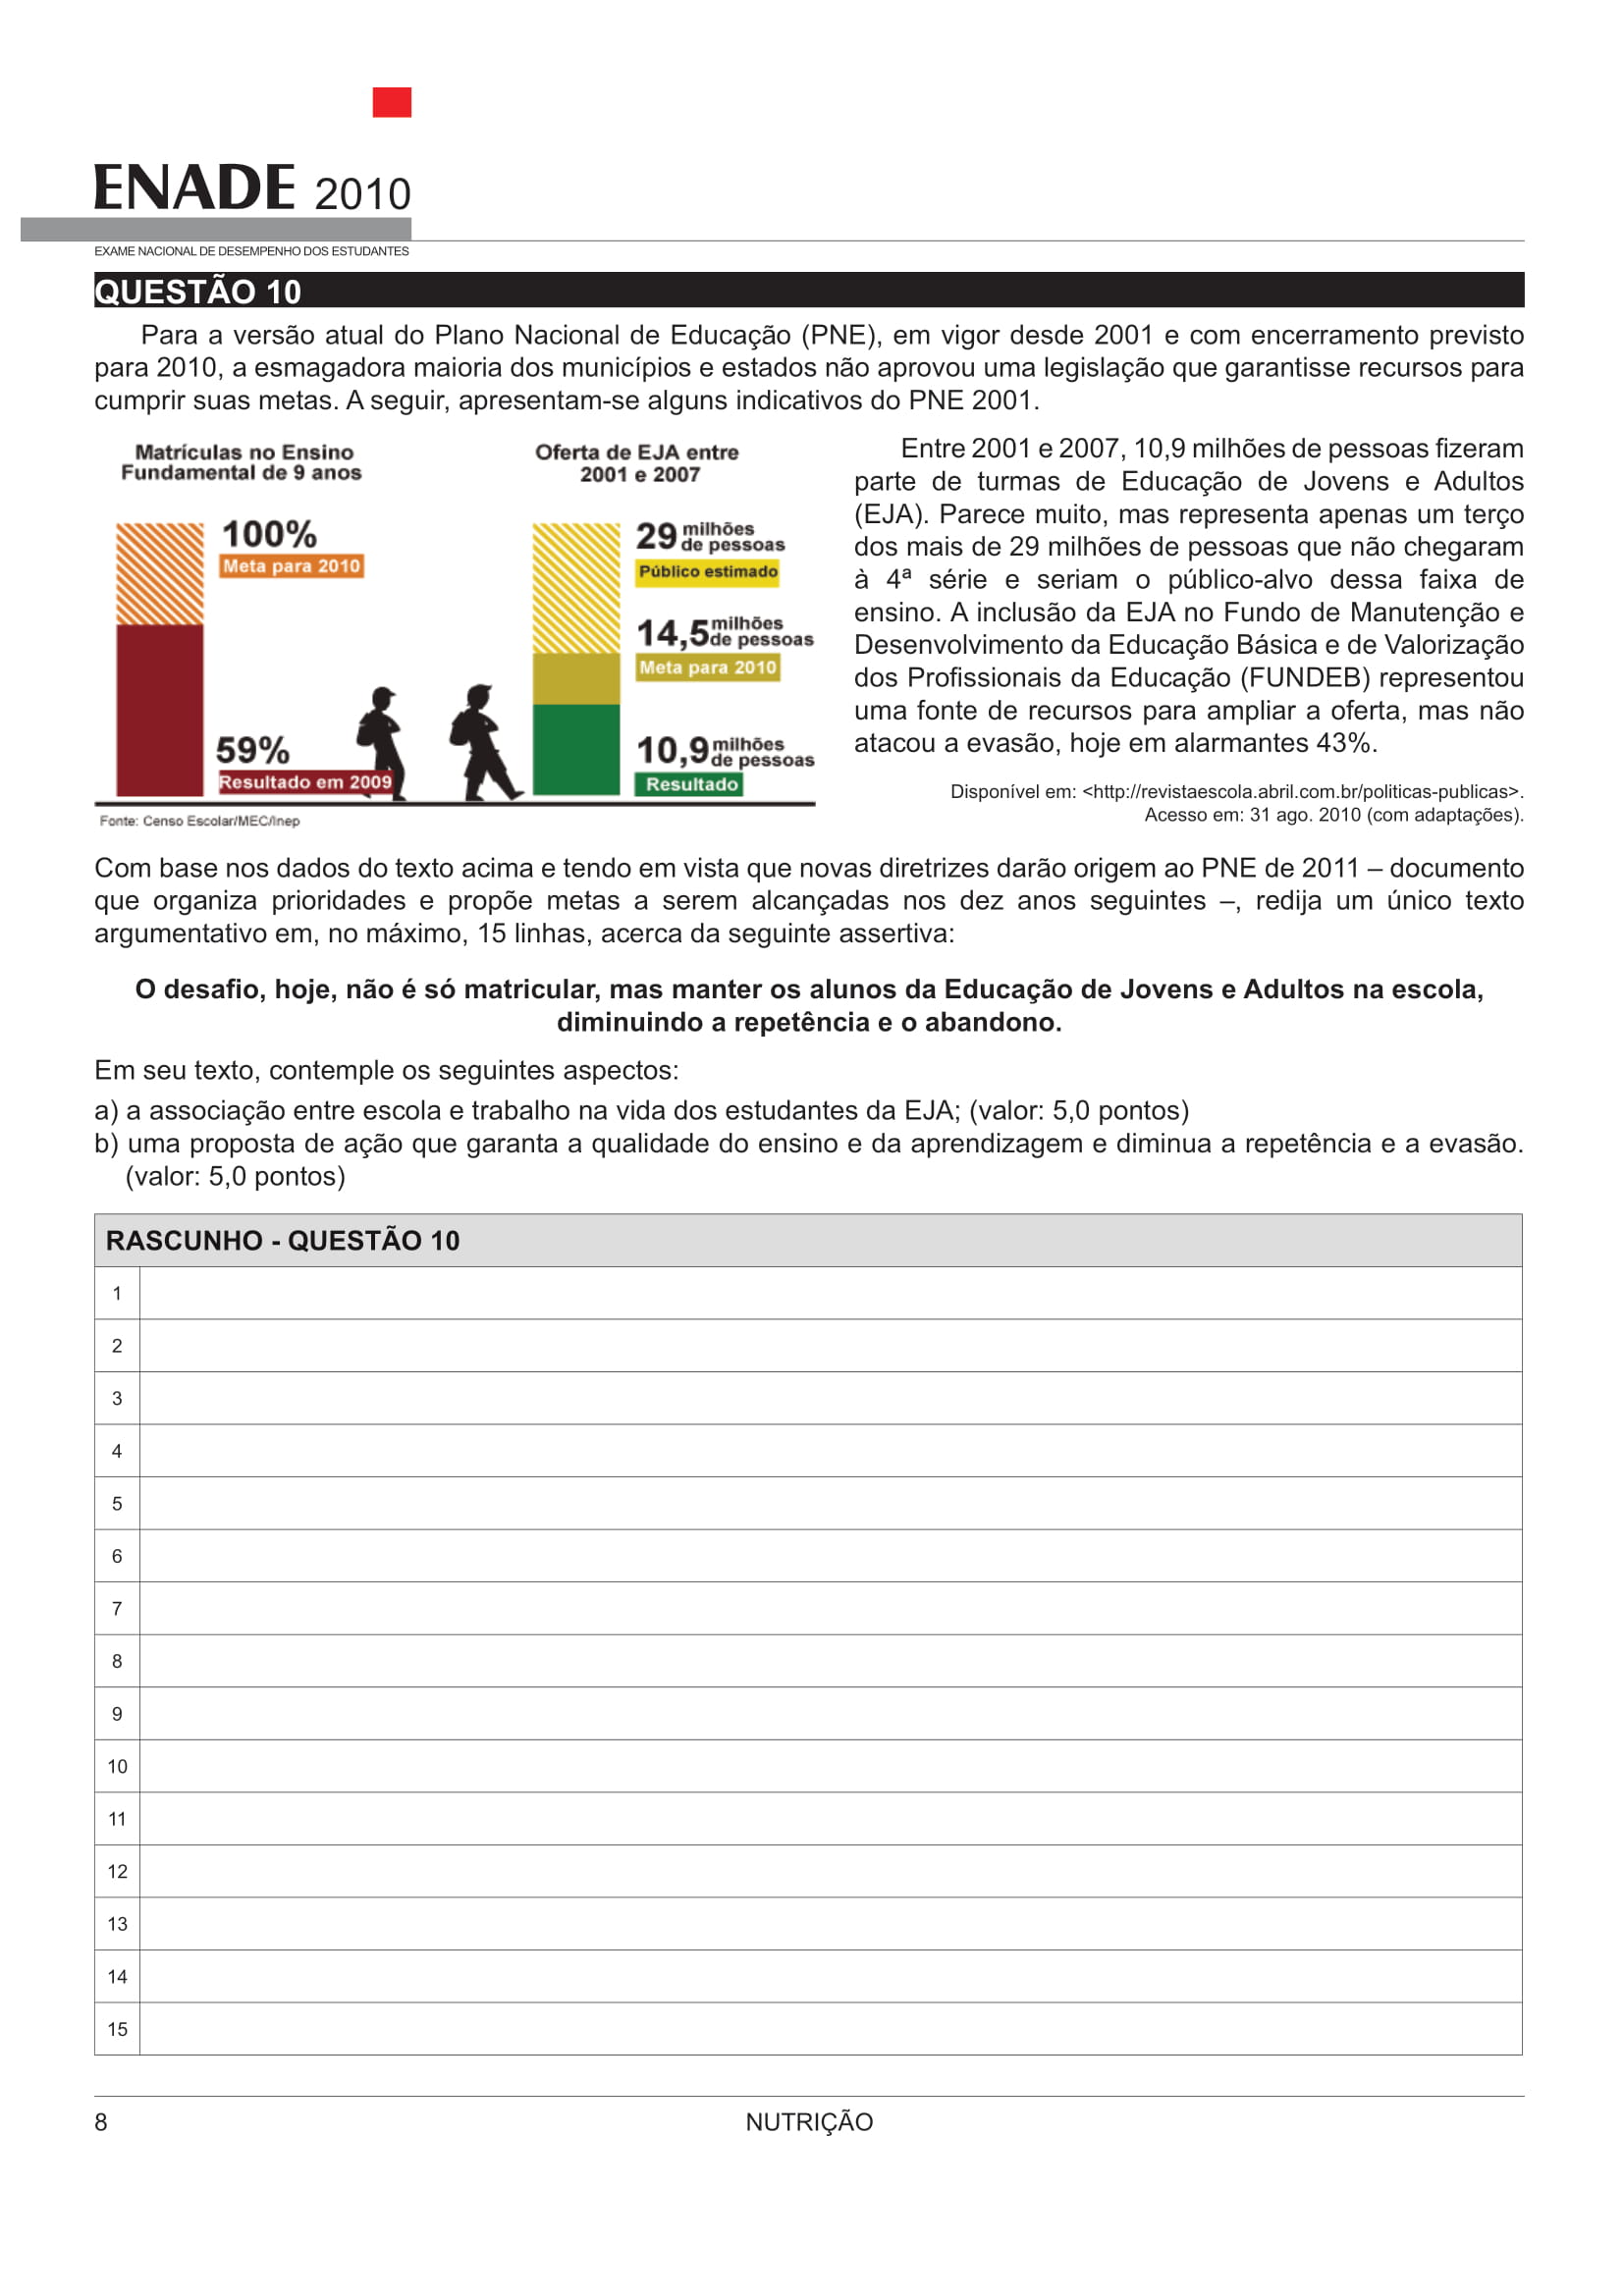 ENADE 2010
EXAME NACIONAL DE DESEMPENHO DOS ESTUDANTES
QUESTÃO 10
Para a versão atual do Plano Nacional de Educação (PNE), em vigor desde 2001 e com encerramento previsto
para 2010, a esmagadora maioria dos municípios e estados não aprovou uma legislação que garantisse recursos para
cumprir suas metas. A seguir, apresentam-se alguns indicativos do PNE 2001.
Matrículas no Ensino
Fundamental de 9 anos
100%
Meta para 2010
59%
Resultado em 2009
Oferta de EJA entre
2001 e 2007
29 milhões
de pessoas
Público estimado
14,5 milhões
de pessoas
Meta para 2010
10,9 milhões
de pessoas
Resultado
Fonte: Censo Escolar/MEC/Inep
Entre 2001 e 2007, 10,9 milhões de pessoas fizeram
parte de turmas de Educação de Jovens e Adultos
(EJA). Parece muito, mas representa apenas um terço
dos mais de 29 milhões de pessoas que não chegaram
à 4ª série e seriam o público-alvo dessa faixa de
ensino. A inclusão da EJA no Fundo de Manutenção e
Desenvolvimento da Educação Básica e de Valorização
dos Profissionais da Educação (FUNDEB) representou
uma fonte de recursos para ampliar a oferta, mas não
atacou a evasão, hoje em alarmantes 43%.
Disponível em: <http://revistaescola.abril.com.br/politicas-publicas>.
Acesso em: 31 ago. 2010 (com adaptações).
Com base nos dados do texto acima e tendo em vista que novas diretrizes darão origem ao PNE de 2011 – documento
que organiza prioridades e propõe metas a serem alcançadas nos dez anos seguintes –, redija um único texto
argumentativo em, no máximo, 15 linhas, acerca da seguinte assertiva:
O desafio, hoje, não é só matricular, mas manter os alunos da Educação de Jovens e Adultos na escola,
diminuindo a repetência e o abandono.
Em seu texto, contemple os seguintes aspectos:
a) a associação entre escola e trabalho na vida dos estudantes da EJA; (valor: 5,0 pontos)
b) uma proposta de ação que garanta a qualidade do ensino e da aprendizagem e diminua a repetência e a evasão.
(valor: 5,0 pontos)
RASCUNHO - QUESTÃO 10
1
2
3
4
5
6
7
8
9
10
11
12
13
14
15
8
NUTRIÇÃO